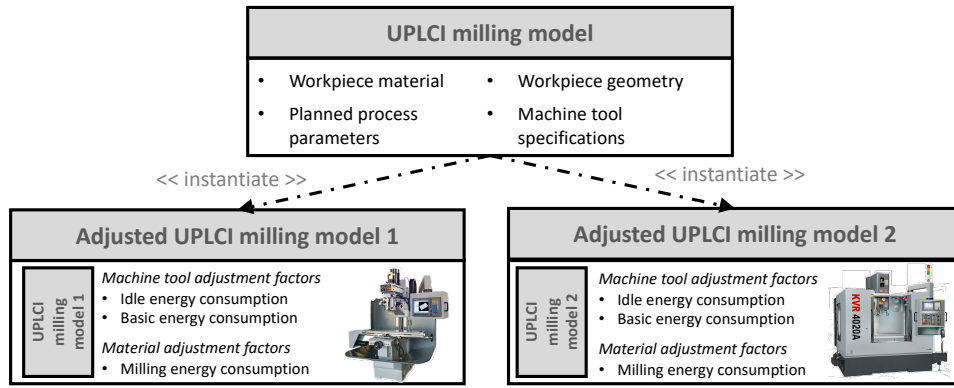 UPLCI milling model
• Workpiece material
• Workpiece geometry
• Planned process
parameters
• Machine tool
specifications
<< instantiate >>
<< instantiate >>
Adjusted UPLCI milling model 1
UPLCI
milling
model 1
Machine tool adjustment factors
• Idle energy consumption
• Basic energy consumption
Material adjustment factors
• Milling energy consumption
Adjusted UPLCI milling model 2
UPLCI
milling
model 2
Machine tool adjustment factors
• Idle energy consumption
• Basic energy consumption
Material adjustment factors
• Milling energy consumption
KVR 4020A